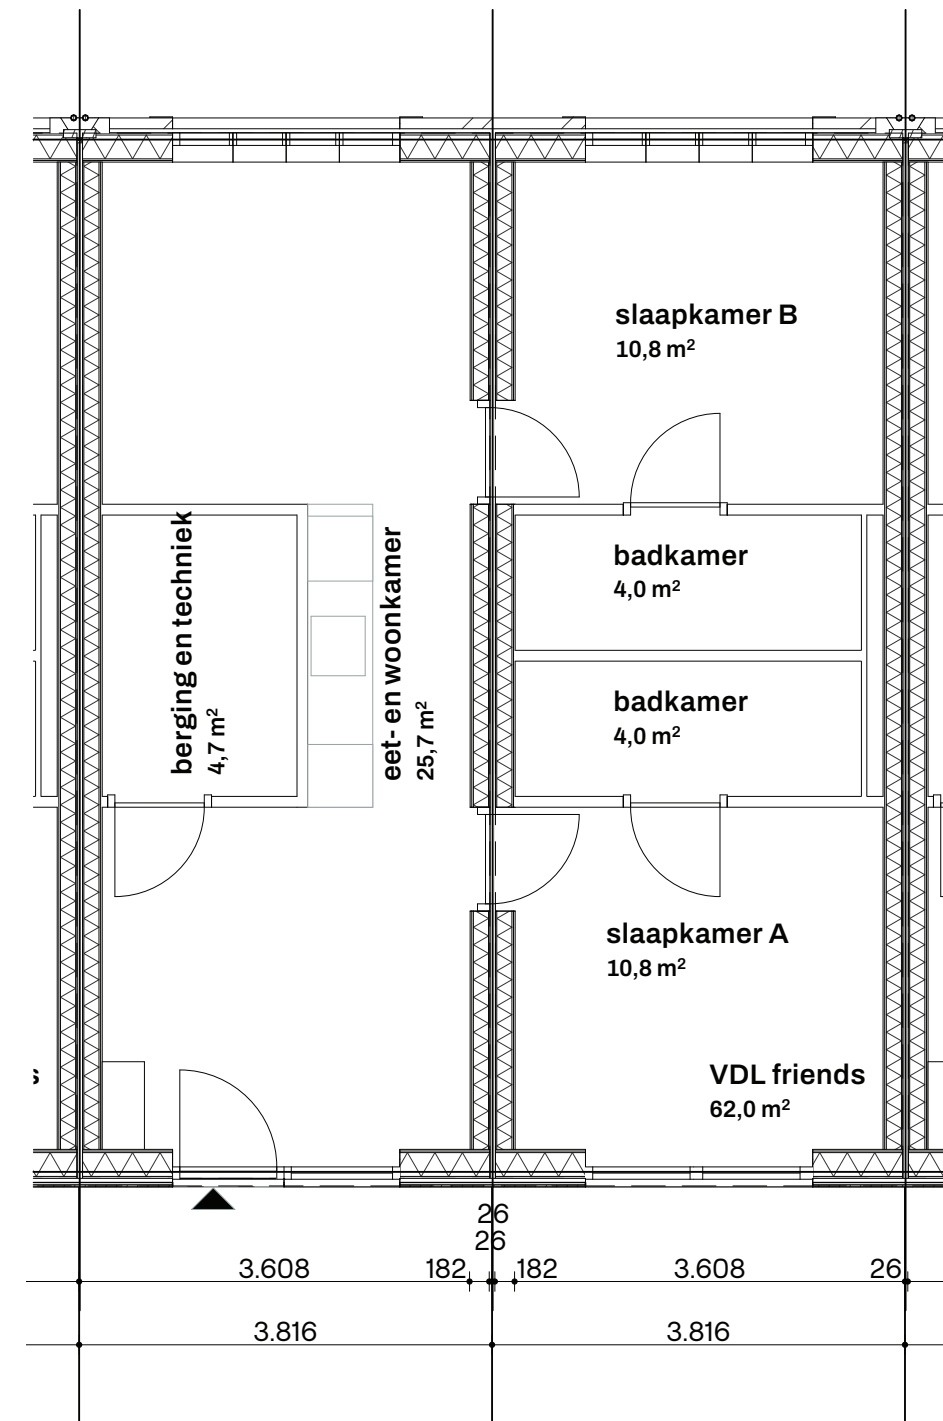 slaapkamer B
10,8 m²
berging en techniek
4,7 m²
eet- en woonkamer
25,7 m²
badkamer
4,0 m²
badkamer
4,0 m²
slaapkamer A
10,8 m²
s
VDL friends
62,0 m²
26
26
3.608 182 182 3.608 26
3.816 3.816